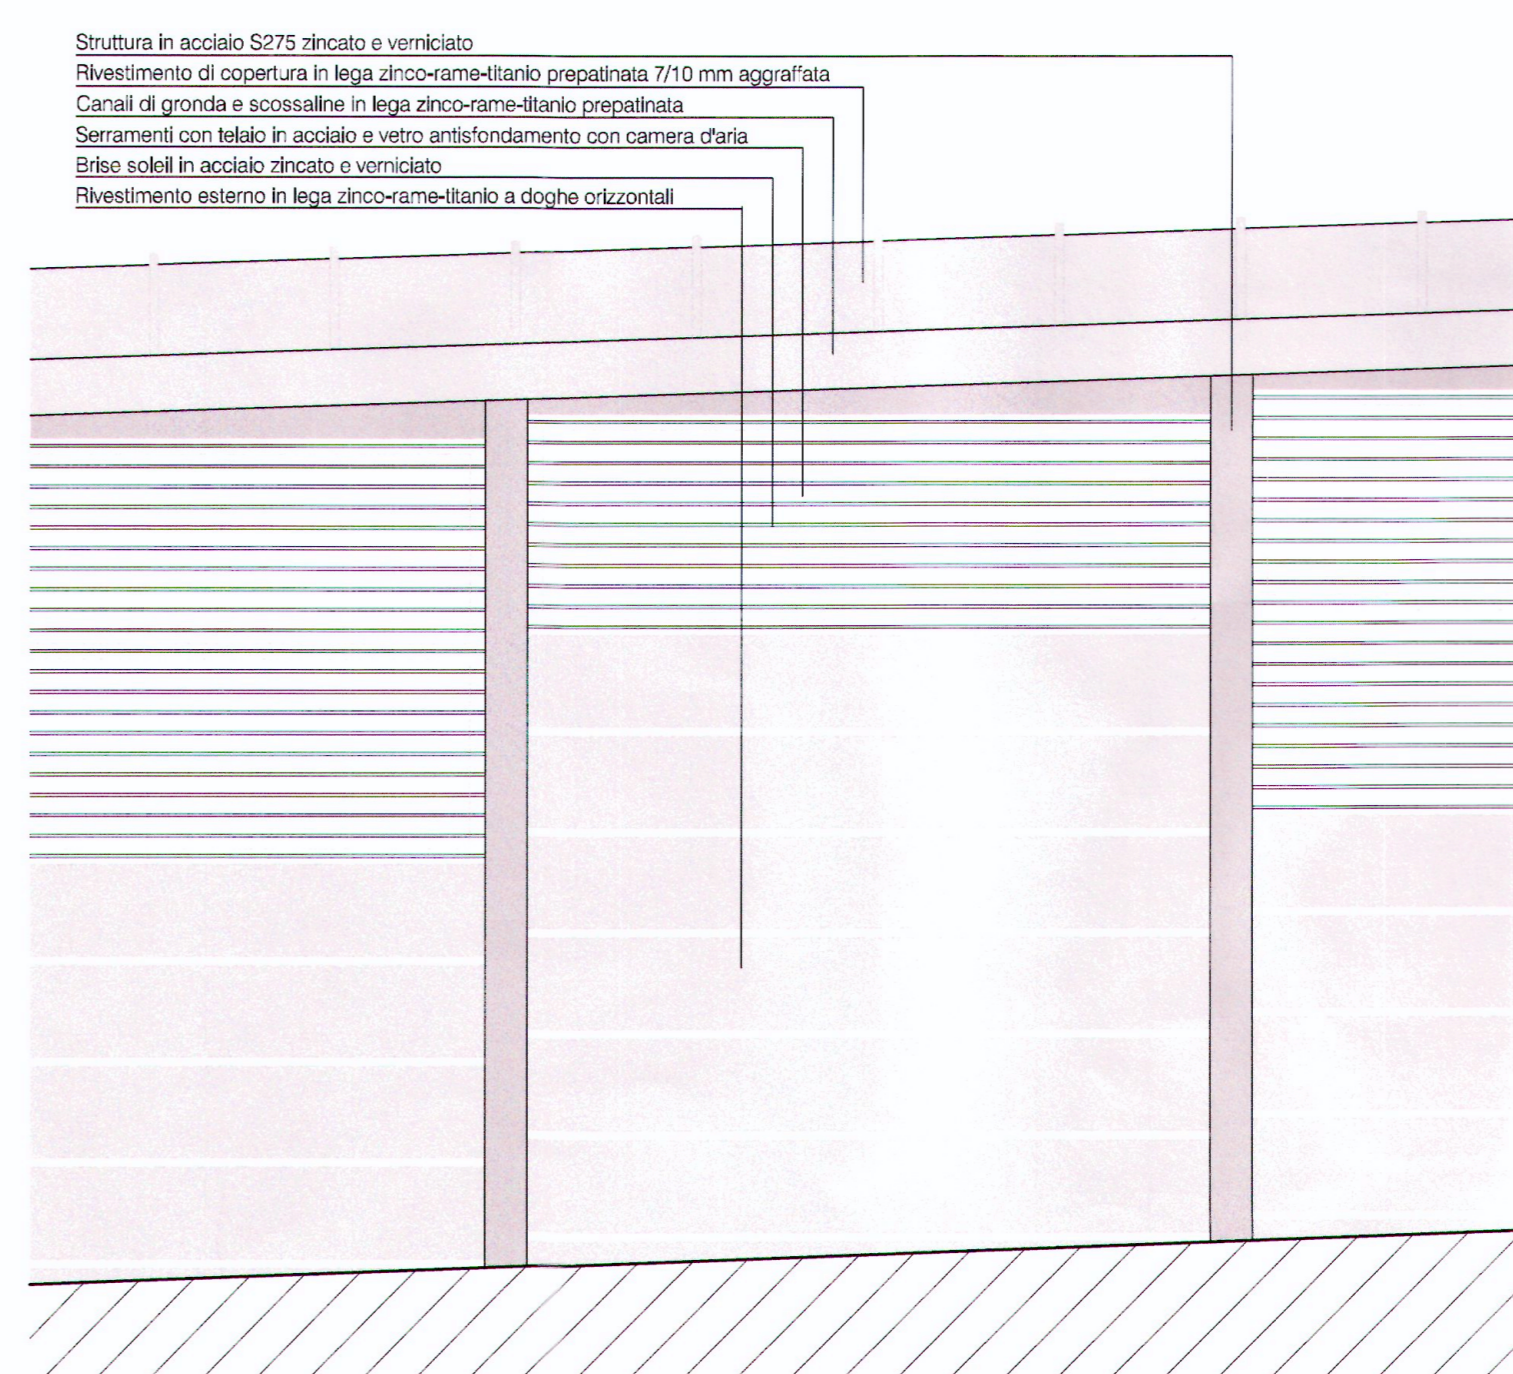 Struttura in acciaio S275 zincato e verniciato
Rivestimento di copertura in lega zinco-rame-titanio prepatinata 7/10 mm aggraffata
Canali di gronda e scossaline in lega zinco-rame-titanio prepatinata
Serramenti con telaio in acciaio e vetro antisfondamento con camera d'aria
Brise soleil in acciaio zincato e verniciato
Rivestimento esterno in lega zinco-rame-titanio a doghe orizzontali